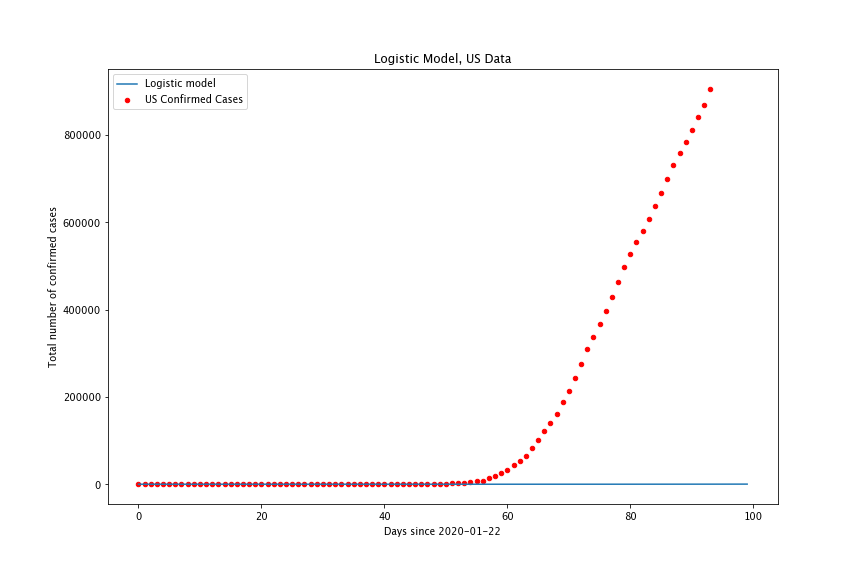 Logistic Model, US Data
Logistic model
US Confirmed Cases
Total number of confirmed cases
800000
600000
400000
200000
0
0 20 40 60 80 100
Days since 2020-01-22